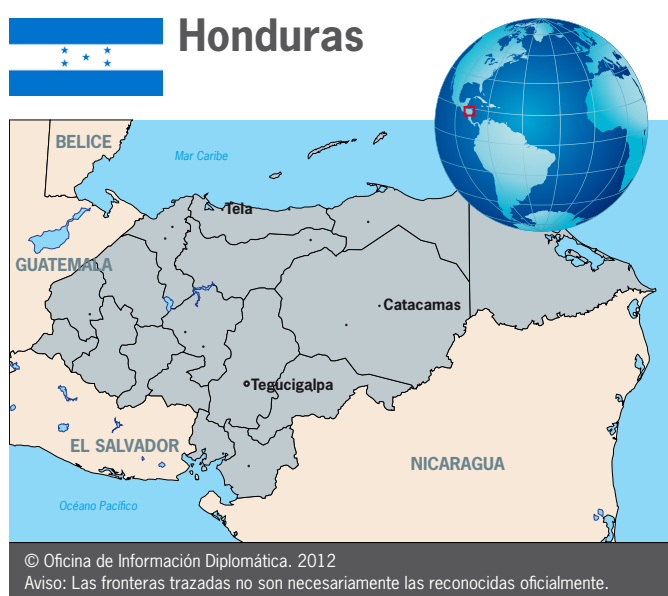 Honduras
BELICE
Mar Caribe
Tela
GUATEMALA
Catacamas
Tegucigalpa
EL SALVADOR
NICARAGUA
Océano Pacífico
© Oficina de Información Diplomática. 2012
Aviso: Las fronteras trazadas no son necesariamente las reconocidas oficialmente.